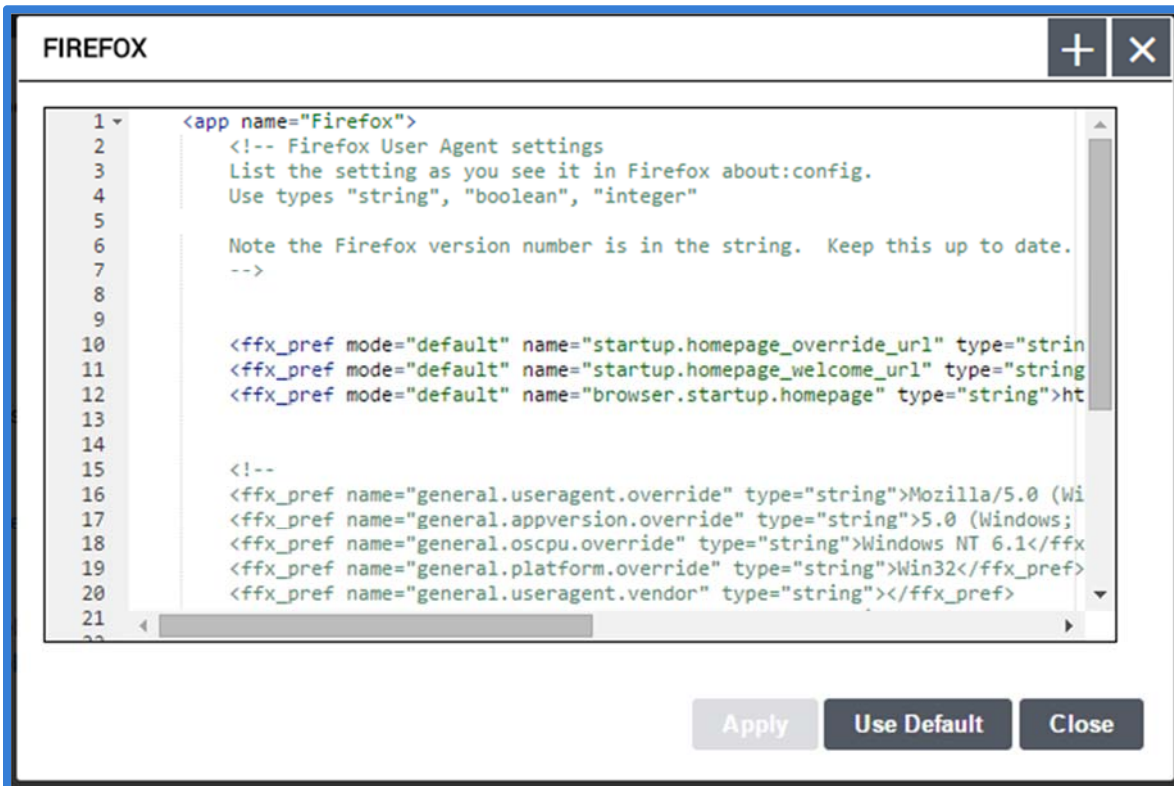 FIREFOX
1 <app name="Firefox">
2 <!-- Firefox User Agent settings
3 List the setting as you see it in Firefox about:config.
4 Use types "string", "boolean", "integer"
5
6 Note the Firefox version number is in the string.  Keep this up to date.
7 -->
8
9
10 <ffx_pref mode="default" name="startup.homepage_override_url" type="strin
11 <ffx_pref mode="default" name="startup.homepage_welcome_url" type="string
12 <ffx_pref mode="default" name="browser.startup.homepage" type="string">ht
13
14
15 <!--
16 <ffx_pref name="general.useragent.override" type="string">Mozilla/5.0 (Wi
17 <ffx_pref name="general.appversion.override" type="string">5.0 (Windows;
18 <ffx_pref name="general.oscpu.override" type="string">Windows NT 6.1</ffx
19 <ffx_pref name="general.platform.override" type="string">Win32</ffx_pref>
20 <ffx_pref name="general.useragent.vendor" type="string"></ffx_pref>
21
Apply Use Default Close